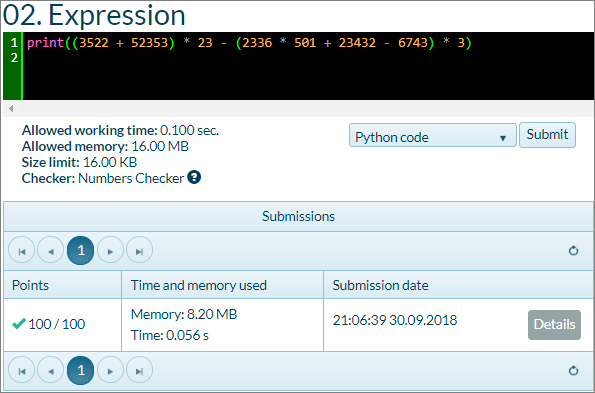 02. Expression
1 print((3522 + 52353) * 23 - (2336 * 501 + 23432 - 6743) * 3)
2
Allowed working time: 0.100 sec.
Allowed memory: 16.00 MB
Size limit: 16.00 KB
Checker: Numbers Checker ?
Python code
Submit
Submissions
1
Points Time and memory used Submission date
100 / 100 Memory: 8.20 MB 21:06:39 30.09.2018 Details
Time: 0.056 s
1